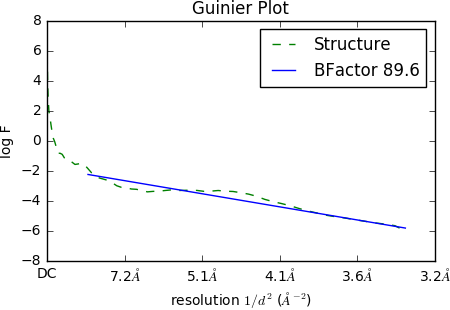 Guinier Plot
Structure
BFactor 89.6
8
6
4
2
0
−2
−4
−6
−8
log F
DC 7.2Å 5.1Å 4.1Å 3.6Å 3.2Å
resolution 1/d² (Å⁻²)